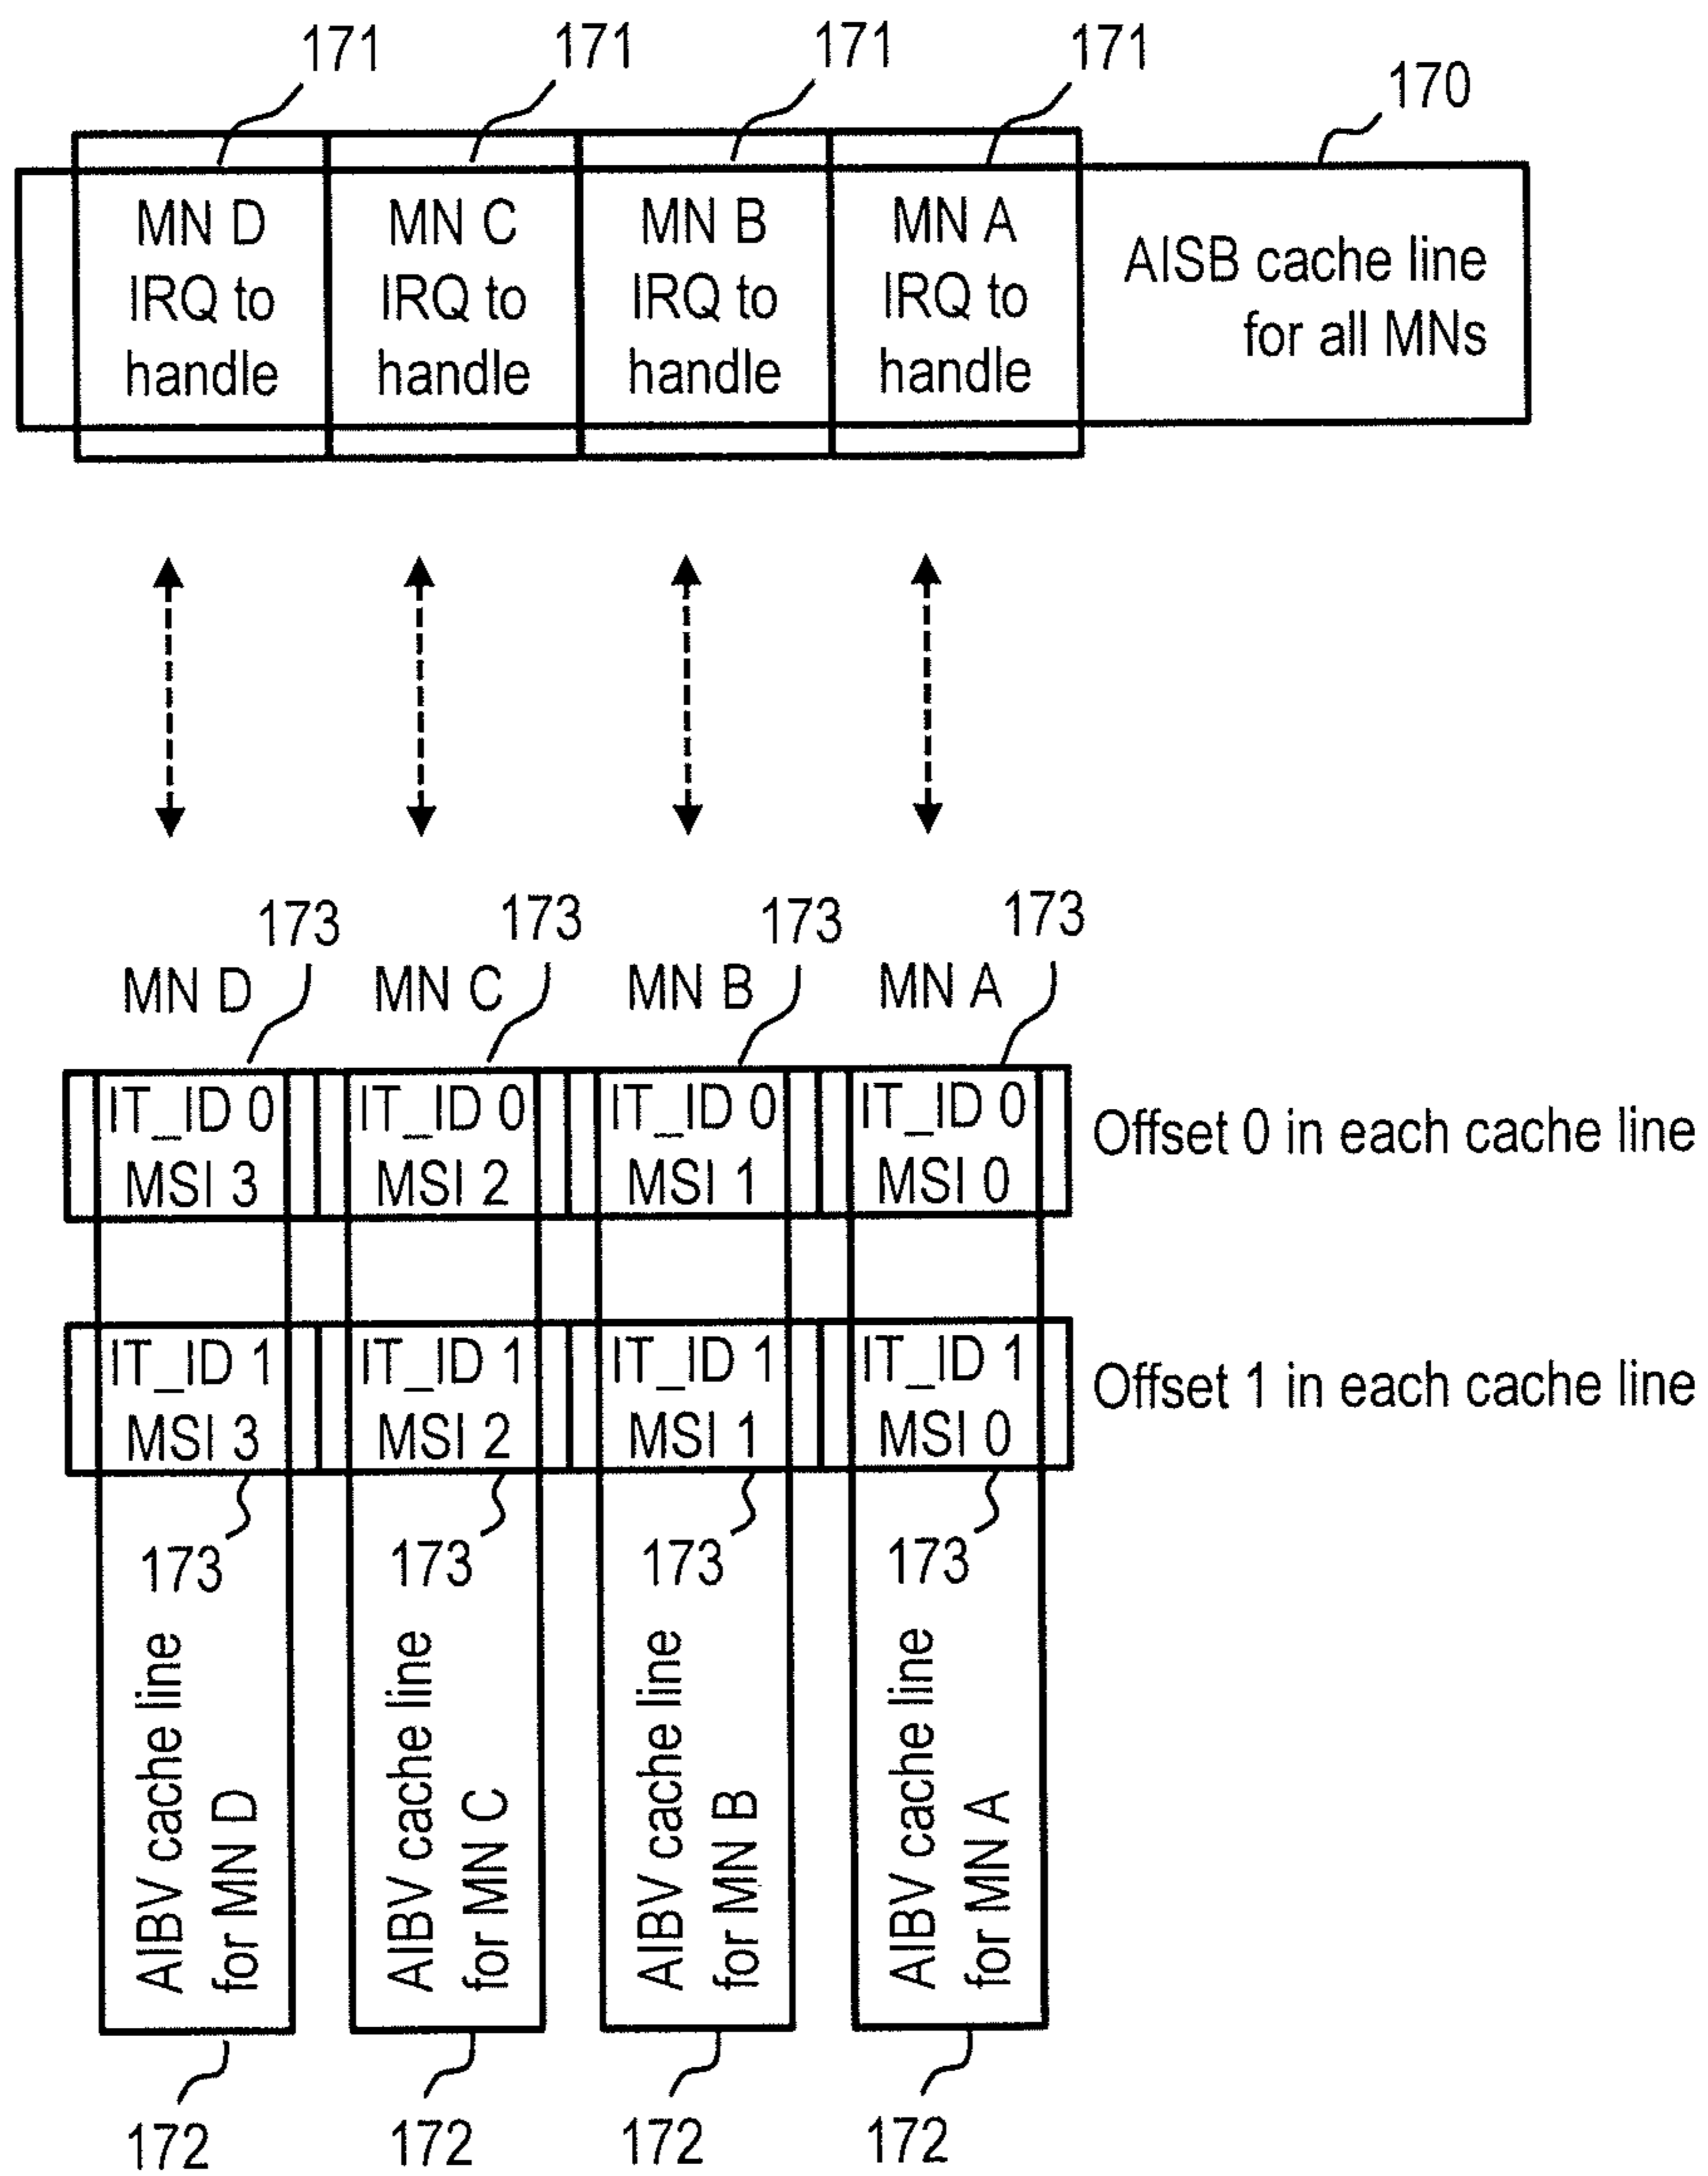 171 171 171 171
170
MN D MN C MN B MN A
IRQ to IRQ to IRQ to IRQ to
handle handle handle handle
AISB cache line
for all MNs
173 173 173 173
MN D MN C MN B MN A
IT_ID 0 IT_ID 0 IT_ID 0 IT_ID 0
MSI 3 MSI 2 MSI 1 MSI 0
Offset 0 in each cache line
IT_ID 1 IT_ID 1 IT_ID 1 IT_ID 1
MSI 3 MSI 2 MSI 1 MSI 0
Offset 1 in each cache line
173 173 173 173
AIBV cache line
for MN D
AIBV cache line
for MN C
AIBV cache line
for MN B
AIBV cache line
for MN A
172 172 172 172